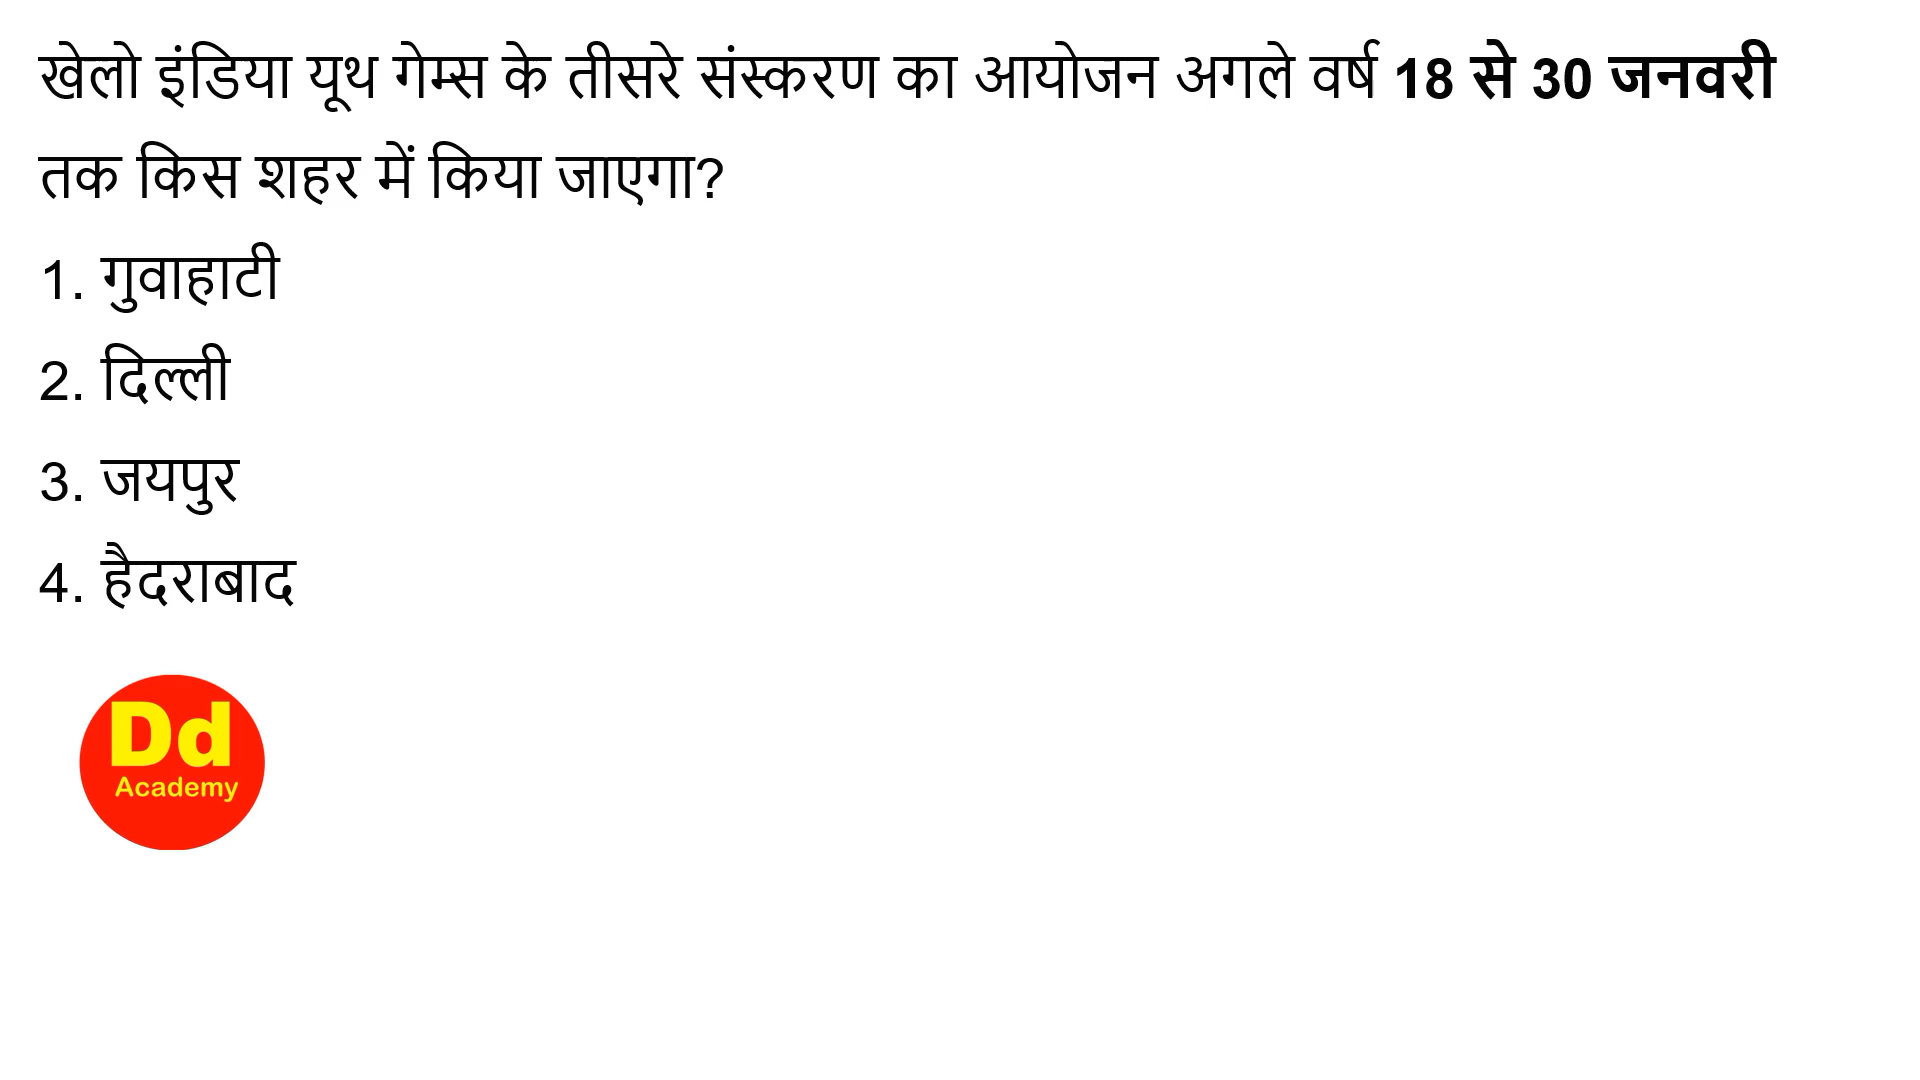 खेलो इंडिया यूथ गेम्स के तीसरे संस्करण का आयोजन अगले वर्ष 18 से 30 जनवरी
तक किस शहर में किया जाएगा?
1. गुवाहाटी
2. दिल्ली
3. जयपुर
4. हैदराबाद
Dd
Academy